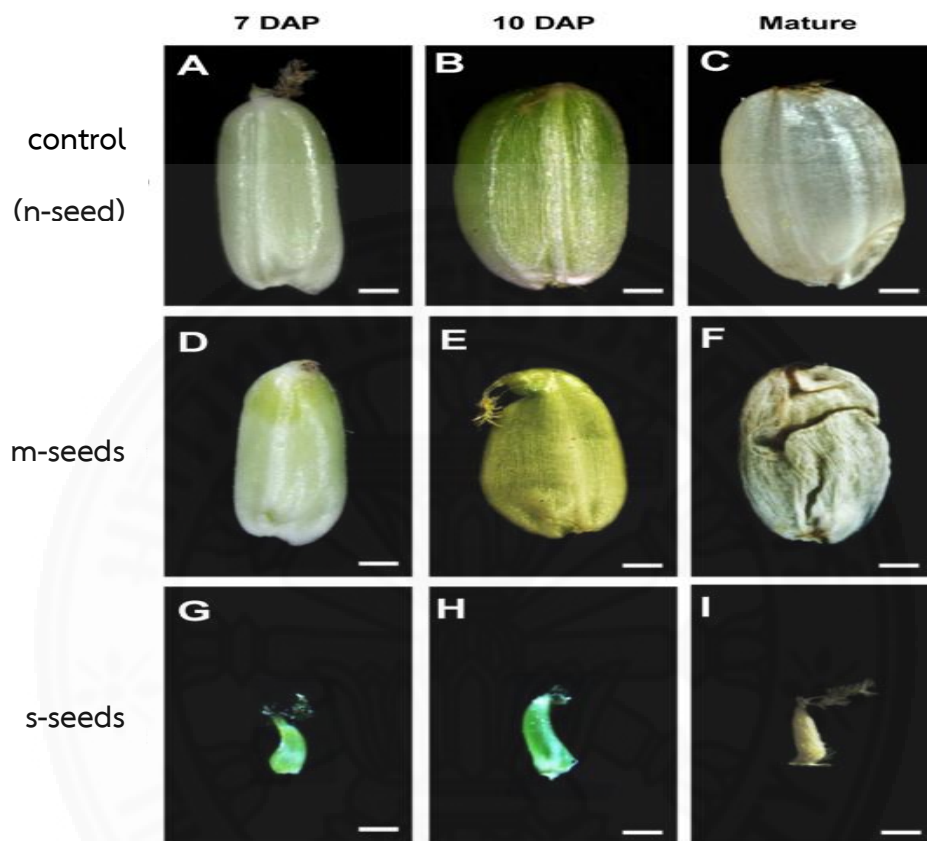 7 DAP 10 DAP Mature
A B C
control
(n-seed)
D E F
m-seeds
G H I
s-seeds